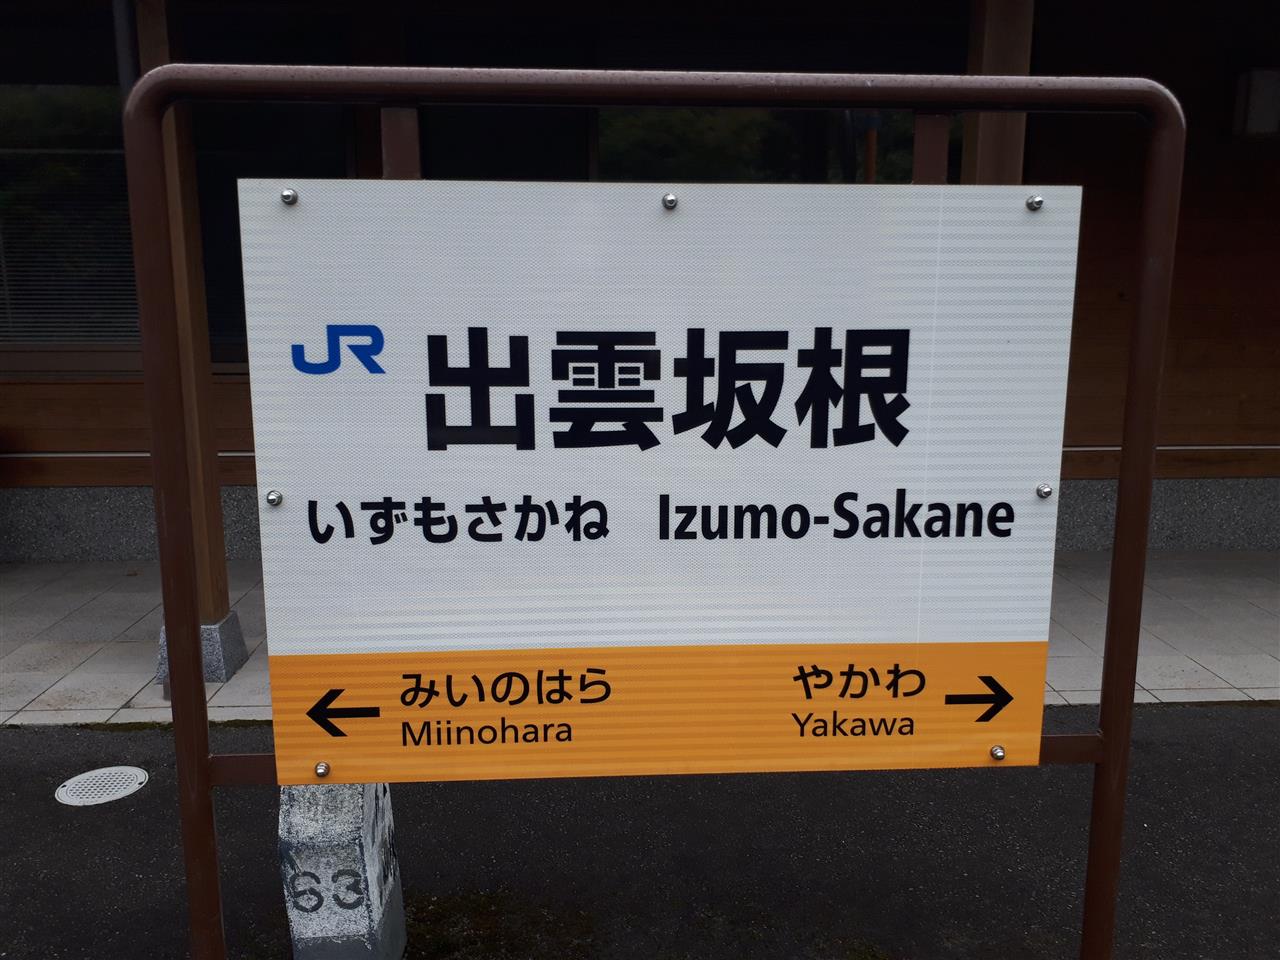 JR 出雲坂根
いずもさかね Izumo-Sakane
← みいのはら やかわ →
Miinohara Yakawa
63